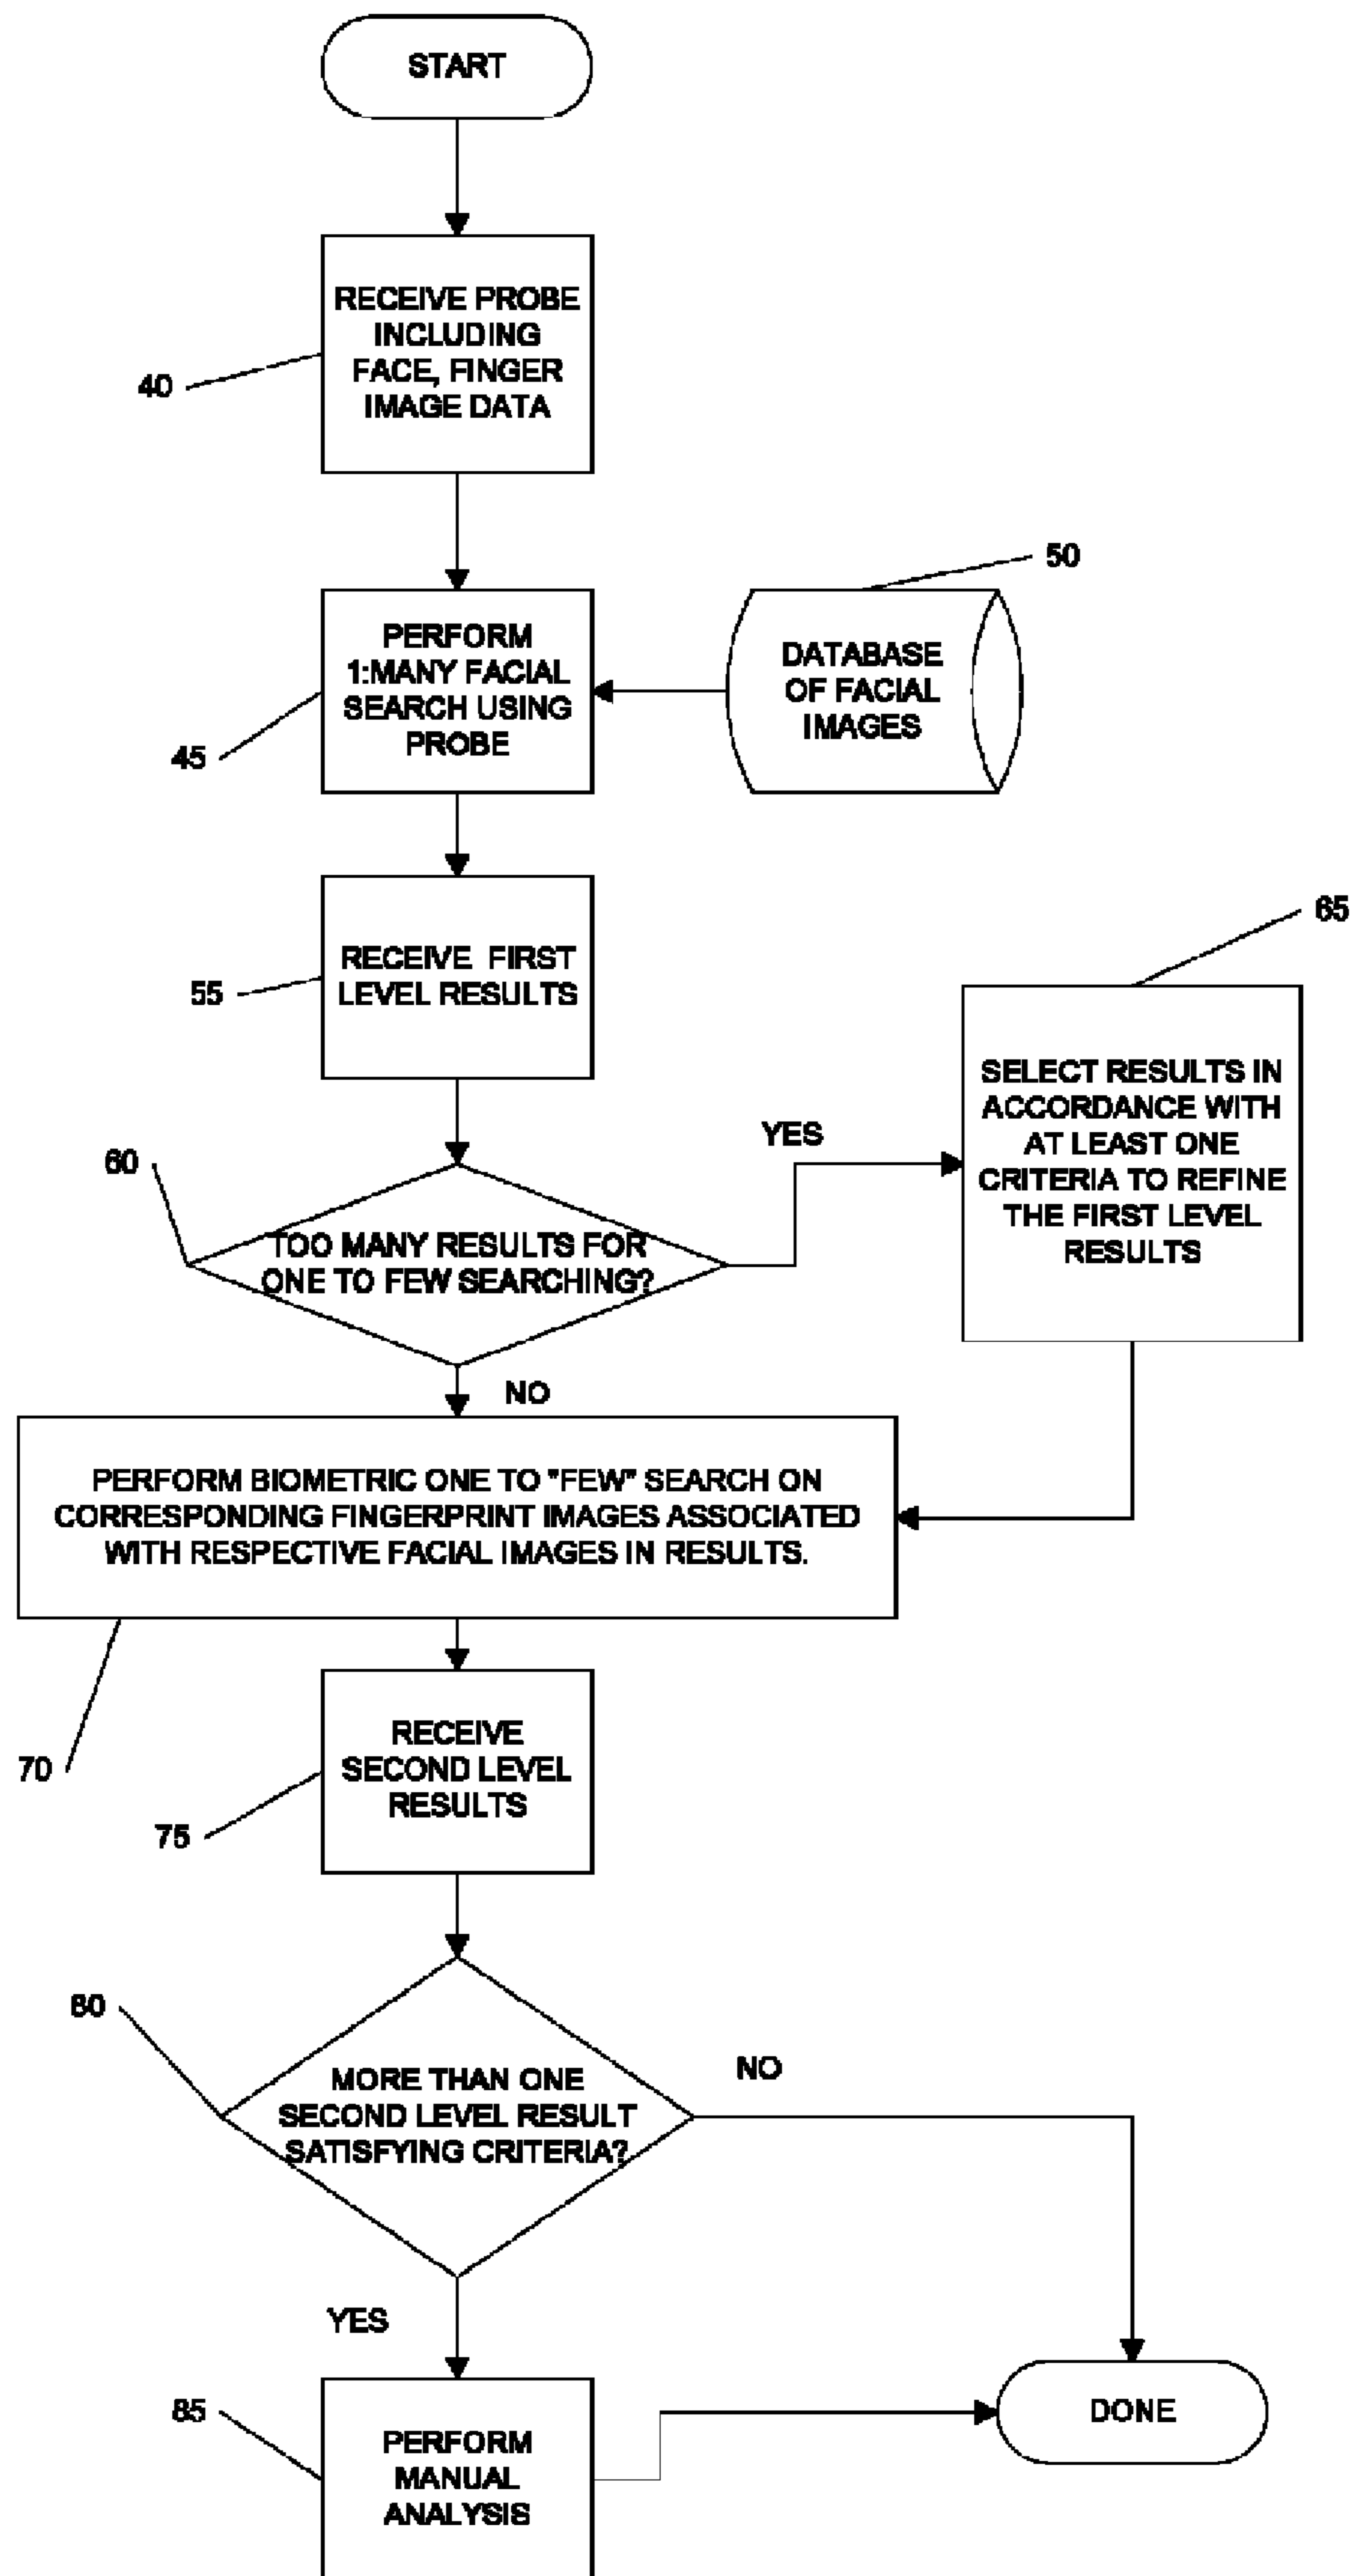 START
RECEIVE PROBE
INCLUDING
FACE, FINGER
IMAGE DATA
40
50
PERFORM
1:MANY FACIAL
SEARCH USING
PROBE
45
DATABASE
OF FACIAL
IMAGES
65
RECEIVE FIRST
LEVEL RESULTS
55
SELECT RESULTS IN
ACCORDANCE WITH
AT LEAST ONE
CRITERIA TO REFINE
THE FIRST LEVEL
RESULTS
YES
60
TOO MANY RESULTS FOR
ONE TO FEW SEARCHING?
NO
PERFORM BIOMETRIC ONE TO "FEW" SEARCH ON
CORRESPONDING FINGERPRINT IMAGES ASSOCIATED
WITH RESPECTIVE FACIAL IMAGES IN RESULTS.
70
RECEIVE
SECOND LEVEL
RESULTS
75
80
MORE THAN ONE
SECOND LEVEL RESULT
SATISFYING CRITERIA?
NO
YES
85
PERFORM
MANUAL
ANALYSIS
DONE